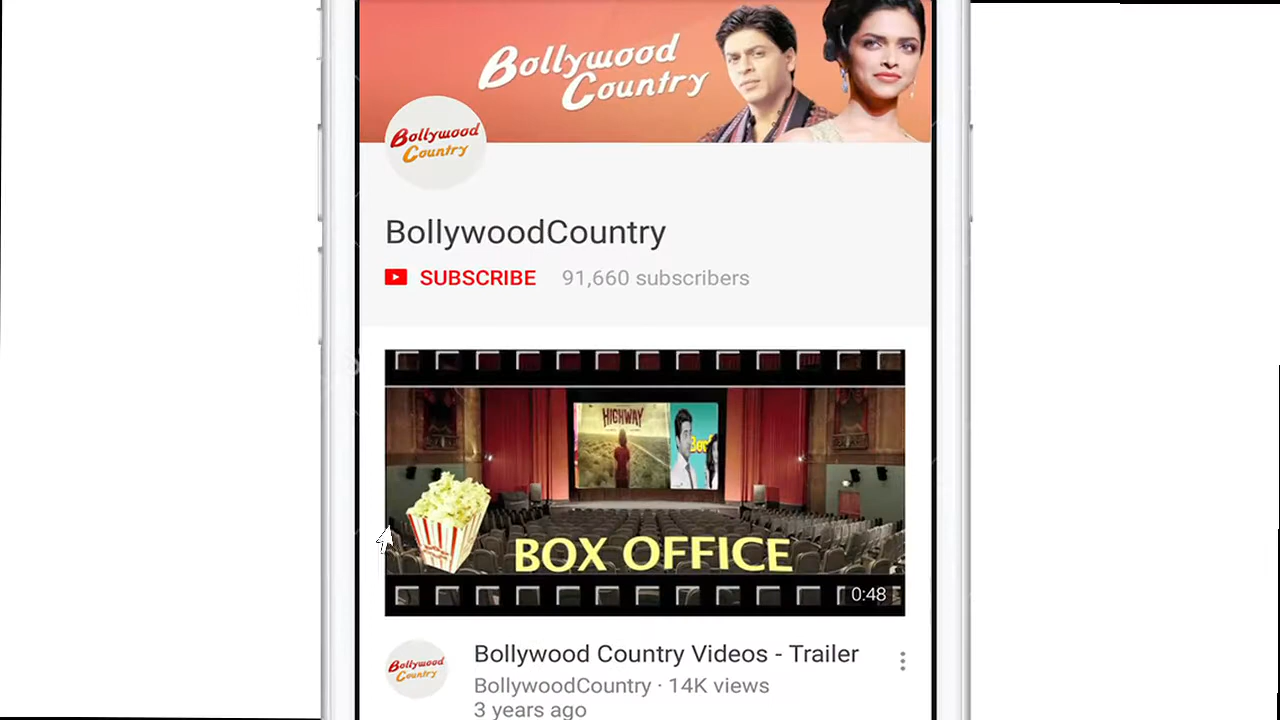 Bollywood
Country
Bollywood
Country
BollywoodCountry
SUBSCRIBE 91,660 subscribers
HIGHWAY
BOX OFFICE
0:48
Bollywood
Country
Bollywood Country Videos - Trailer
BollywoodCountry · 14K views
3 years ago